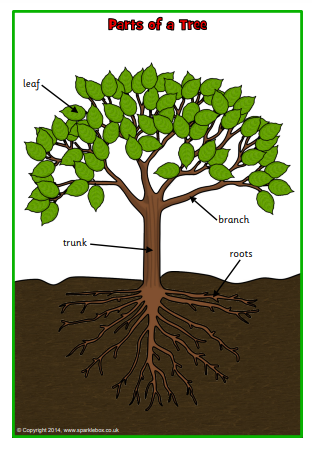 Parts of a Tree
leaf
branch
trunk
roots
© Copyright 2014, www.sparklebox.co.uk